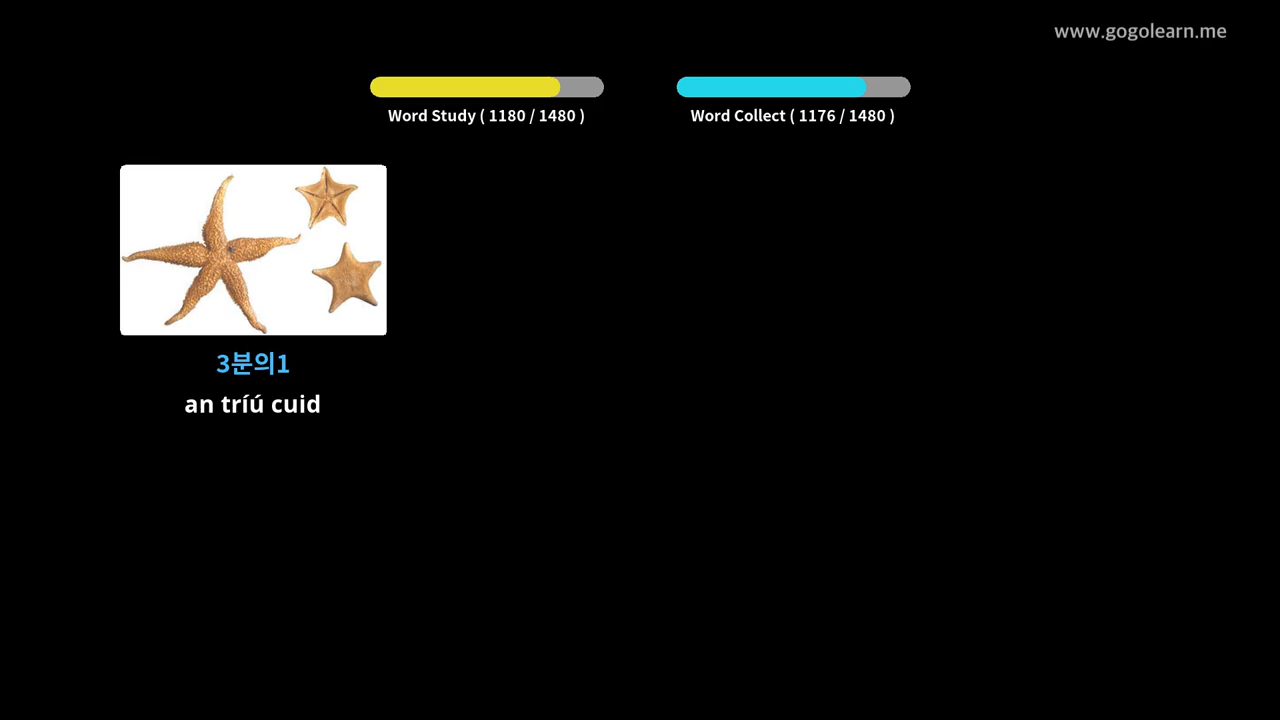 www.gogolearn.me
Word Study ( 1180 / 1480 )
Word Collect ( 1176 / 1480 )
3분의1
an tríú cuid